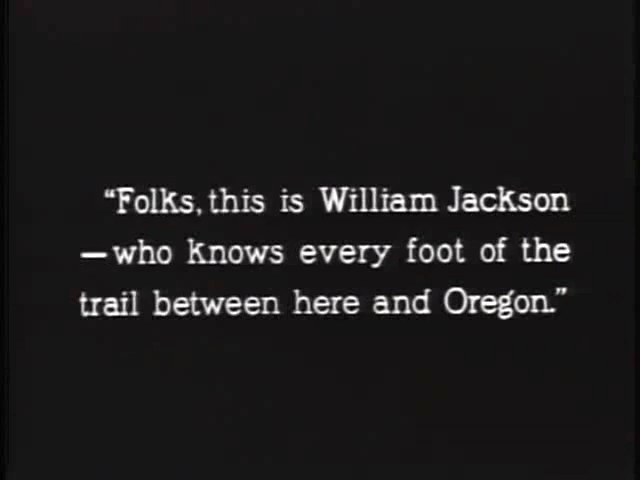 “Folks, this is William Jackson
—who knows every foot of the
trail between here and Oregon.”